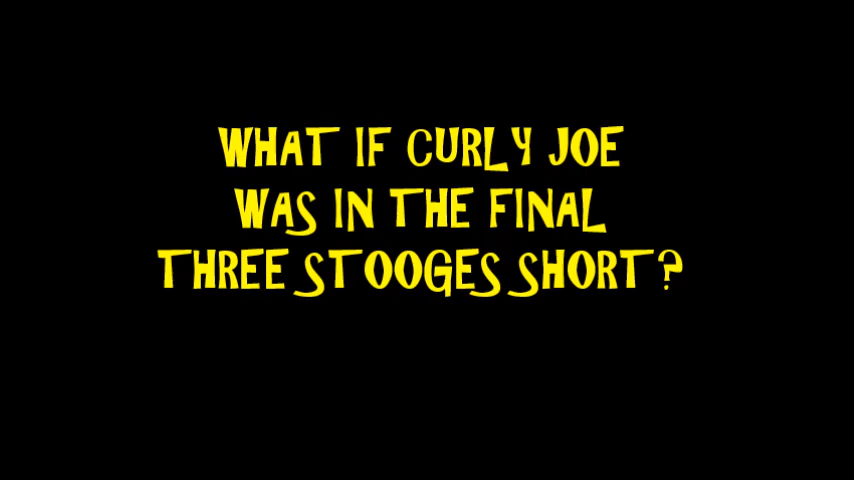 WHAT IF CURLY JOE
WAS IN THE FINAL
THREE STOOGES SHORT?